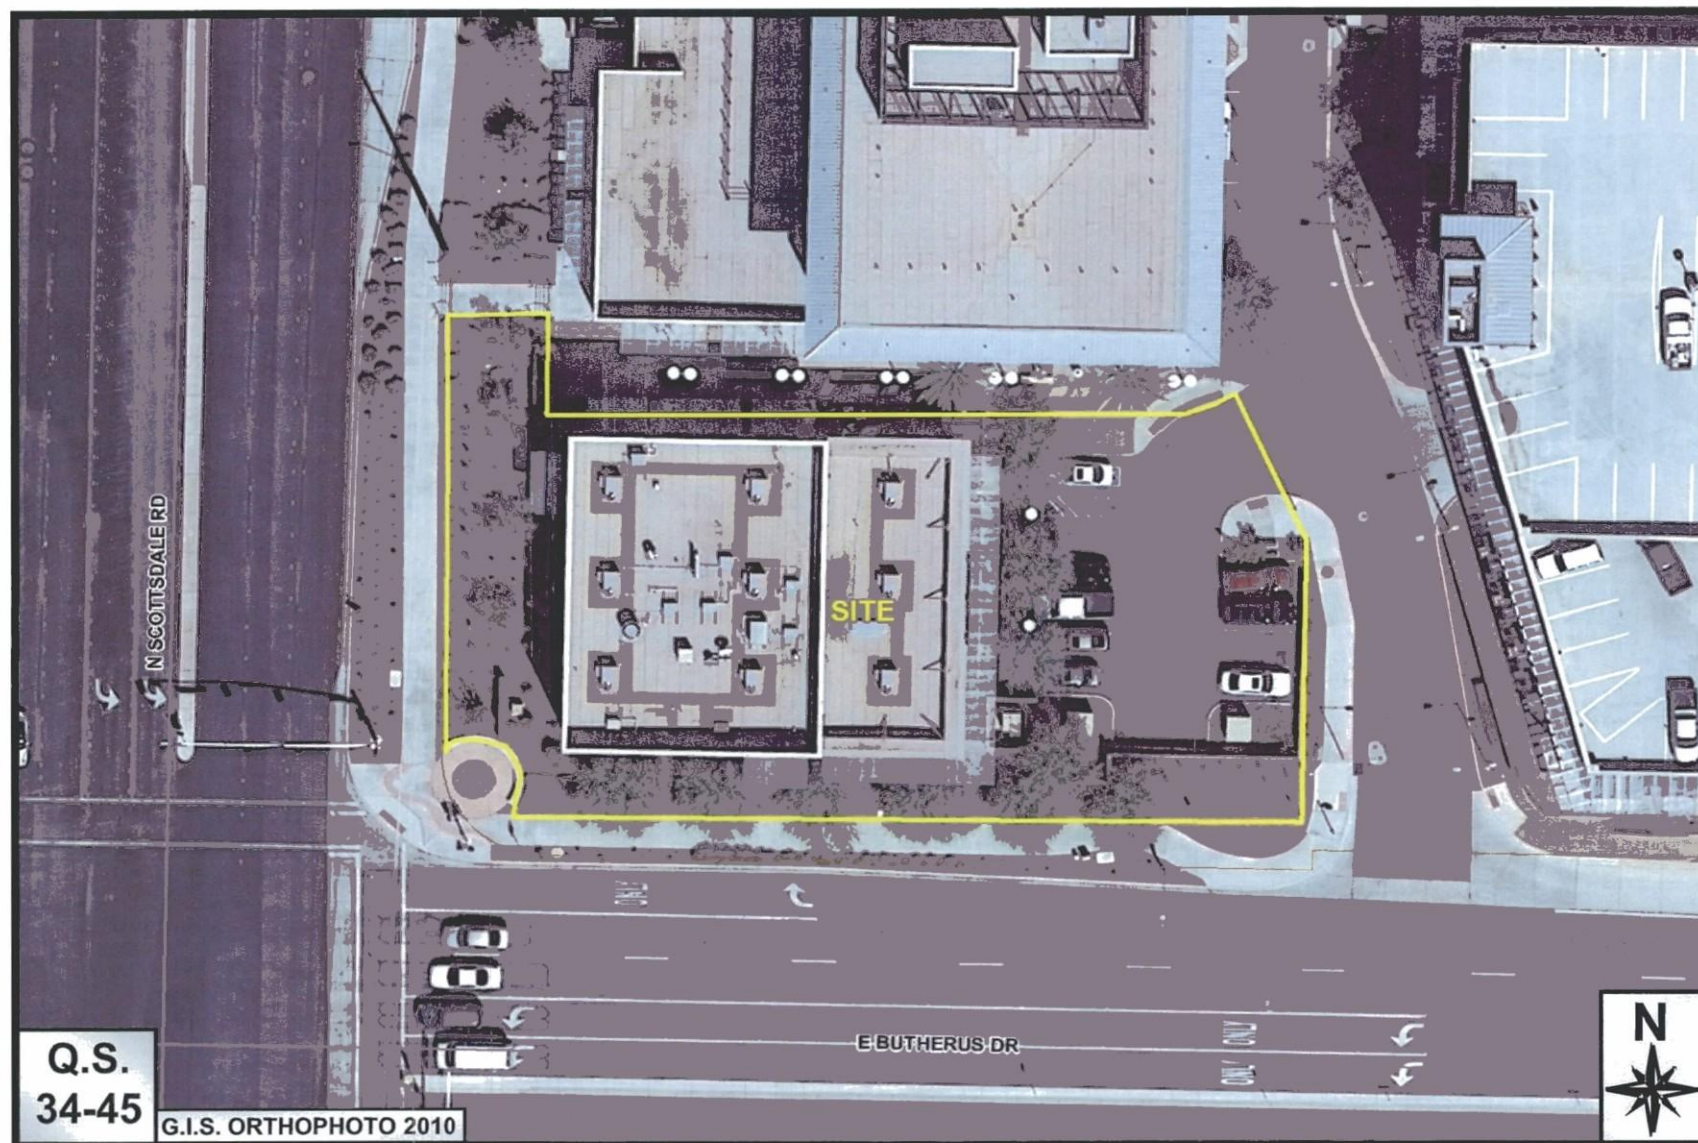 N SCOTTSDALE RD
SITE
ONLY
E BUTHERUS DR
ONLY
ONLY
Q.S.
34-45
G.I.S. ORTHOPHOTO 2010
N